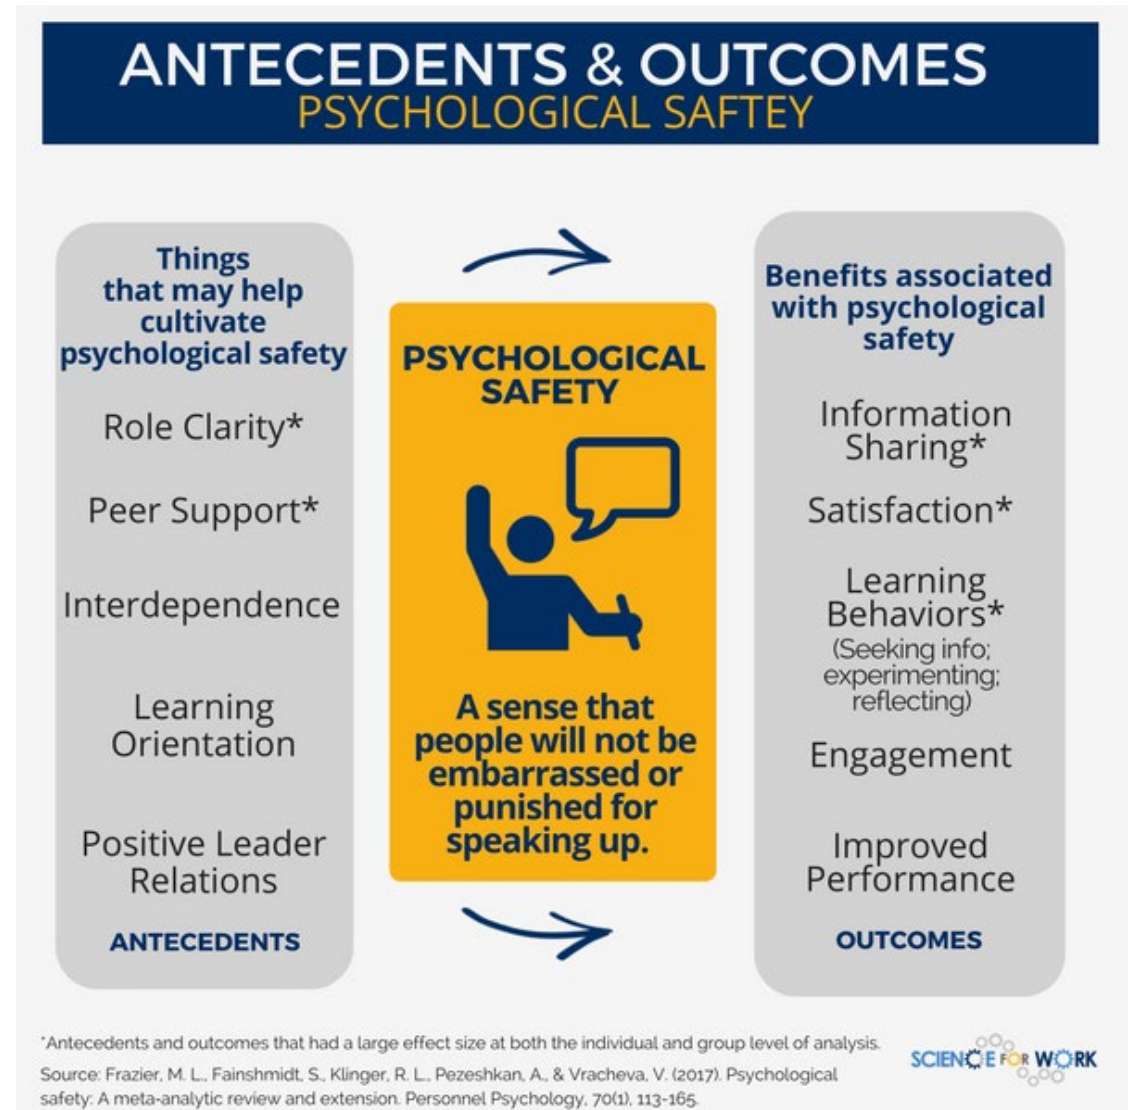 ANTECEDENTS & OUTCOMES
PSYCHOLOGICAL SAFTEY
Things
that may help
cultivate
psychological safety
Role Clarity*
Peer Support*
Interdependence
Learning
Orientation
Positive Leader
Relations
ANTECEDENTS
PSYCHOLOGICAL
SAFETY
A sense that
people will not be
embarrassed or
punished for
speaking up.
Benefits associated
with psychological
safety
Information
Sharing*
Satisfaction*
Learning
Behaviors*
(Seeking info;
experimenting;
reflecting)
Engagement
Improved
Performance
OUTCOMES
*Antecedents and outcomes that had a large effect size at both the individual and group level of analysis.
Source: Frazier, M. L., Fainshmidt, S., Klinger, R. L., Pezeshkan, A., & Vracheva, V. (2017). Psychological
safety: A meta-analytic review and extension. Personnel Psychology, 70(1), 113-165.
SCIENCE FOR WORK